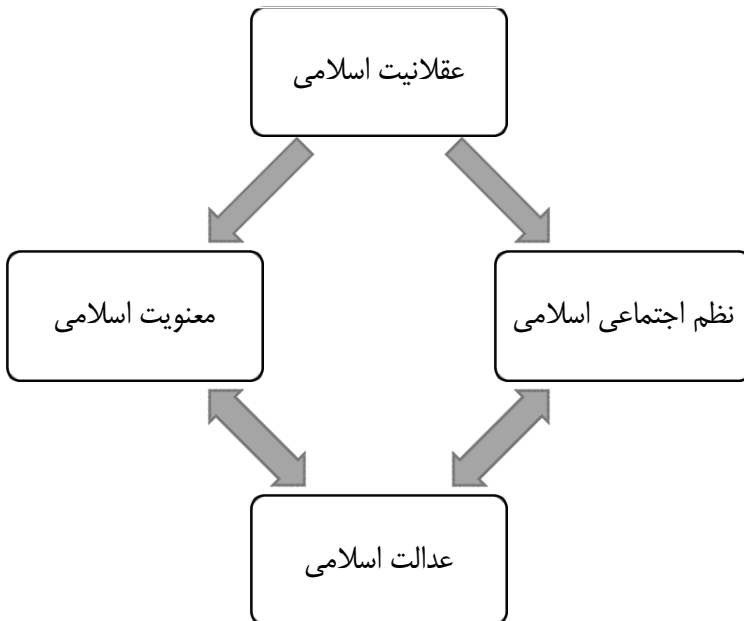 عقلانیت اسلامی
نظم اجتماعی اسلامی
معنویت اسلامی
عدالت اسلامی